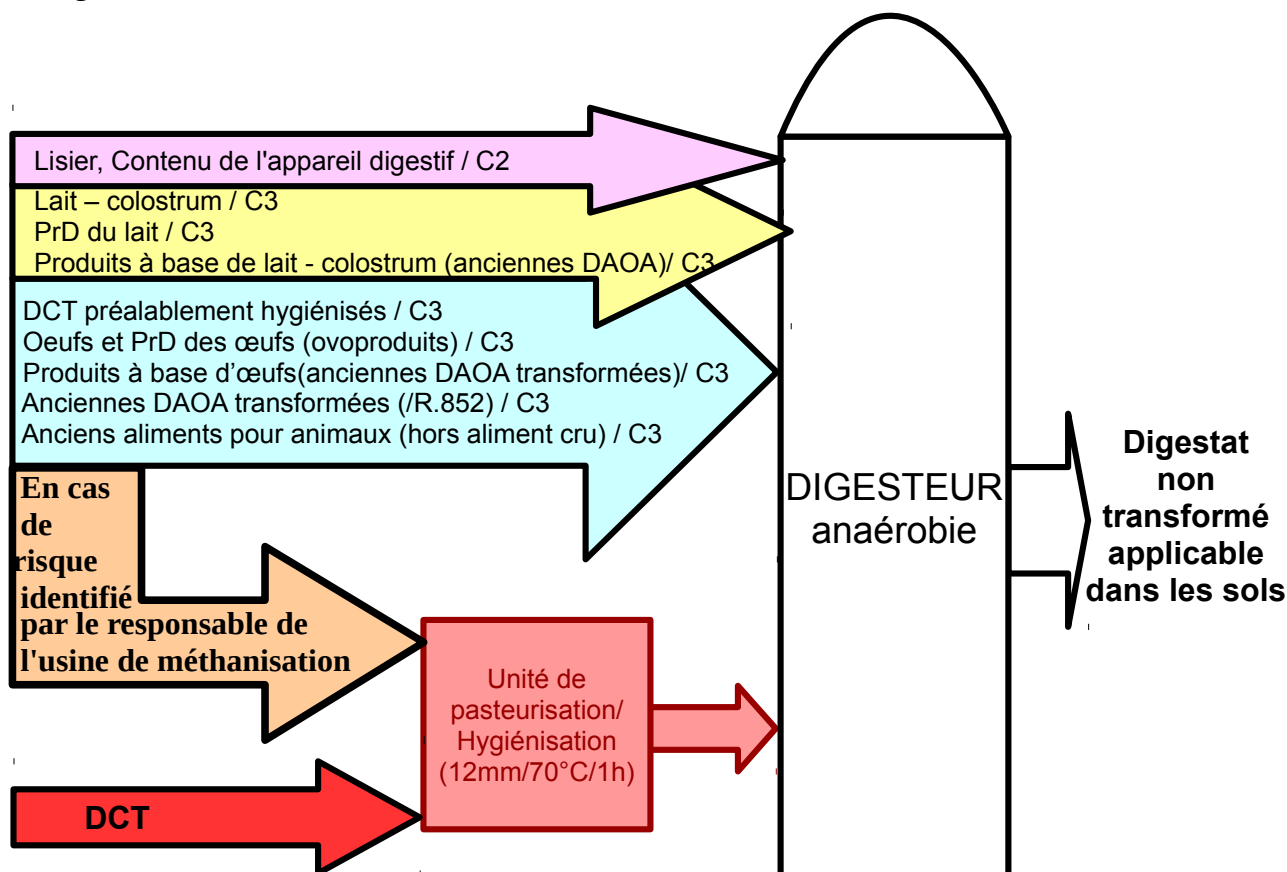 Lisier, Contenu de l'appareil digestif / C2
Lait – colostrum / C3
PrD du lait / C3
Produits à base de lait - colostrum (anciennes DAOA)/ C3
DCT préalablement hygiénisés / C3
Oeufs et PrD des œufs (ovoproduits) / C3
Produits à base d'œufs(anciennes DAOA transformées)/ C3
Anciennes DAOA transformées (/R.852) / C3
Anciens aliments pour animaux (hors aliment cru) / C3
En cas
de
risque
identifié
par le responsable de
l'usine de méthanisation
Unité de
pasteurisation/
Hygiénisation
(12mm/70°C/1h)
DCT
DIGESTEUR
anaérobie
Digestat
non
transformé
applicable
dans les sols